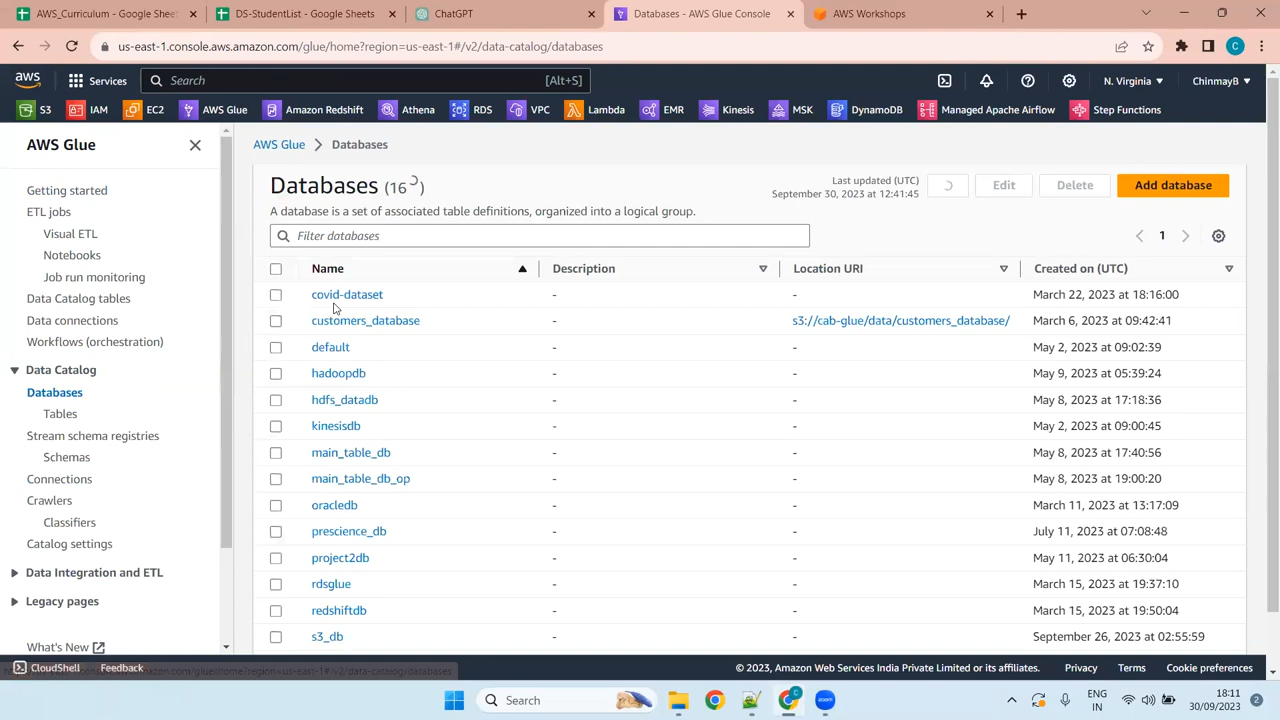 AWS_Curriculum - Google Sheet
DS-StudentList - Google Sheets
ChatGPT
Databases - AWS Glue Console
AWS Workshops
us-east-1.console.aws.amazon.com/glue/home?region=us-east-1#/v2/data-catalog/databases
C
aws
Services
Search
[Alt+S]
N. Virginia
ChinmayB
S3
IAM
EC2
AWS Glue
Amazon Redshift
Athena
RDS
VPC
Lambda
EMR
Kinesis
MSK
DynamoDB
Managed Apache Airflow
Step Functions
AWS Glue
Getting started
ETL jobs
Visual ETL
Notebooks
Job run monitoring
Data Catalog tables
Data connections
Workflows (orchestration)
Data Catalog
Databases
Tables
Stream schema registries
Schemas
Connections
Crawlers
Classifiers
Catalog settings
Data Integration and ETL
Legacy pages
What's New
AWS Glue > Databases
Databases (16)
Last updated (UTC)
September 30, 2023 at 12:41:45
Edit
Delete
Add database
A database is a set of associated table definitions, organized into a logical group.
Filter databases
1
Name Description Location URI Created on (UTC)
covid-dataset - - March 22, 2023 at 18:16:00
customers_database - s3://cab-glue/data/customers_database/ March 6, 2023 at 09:42:41
default - - May 2, 2023 at 09:02:39
hadoopdb - - May 9, 2023 at 05:39:24
hdfs_datadb - - May 8, 2023 at 17:18:36
kinesisdb - - May 2, 2023 at 09:00:45
main_table_db - - May 8, 2023 at 17:40:56
main_table_db_op - - May 8, 2023 at 19:00:20
oracledb - - March 11, 2023 at 13:17:09
prescience_db - - July 11, 2023 at 07:08:48
project2db - - May 11, 2023 at 06:30:04
rdsglue - - March 15, 2023 at 19:37:10
redshiftdb - - March 15, 2023 at 19:50:04
s3_db - - September 26, 2023 at 02:55:59
CloudShell
Feedback
© 2023, Amazon Web Services India Private Limited or its affiliates.
Privacy
Terms
Cookie preferences
Search
zoom
ENG
IN
18:11
30/09/2023
2